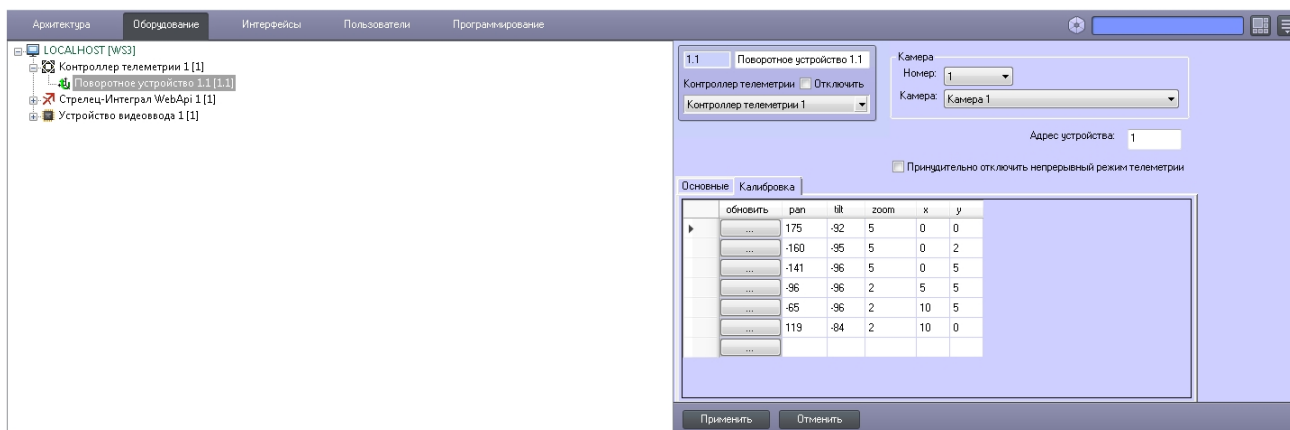 Архитектура Оборудование Интерфейсы Пользователи Программирование
LOCALHOST [WS3]
Контроллер телеметрии 1 [1]
Поворотное устройство 1.1 [1.1]
Стрелец-Интеграл WebApi 1 [1]
Устройство видеоввода 1 [1]
1.1 Поворотное устройство 1.1
Контроллер телеметрии Отключить
Контроллер телеметрии 1
Камера
Номер: 1
Камера: Камера 1
Адрес устройства: 1
Принудительно отключить непрерывный режим телеметрии
Основные Калибровка
обновить pan tilt zoom x y
... 175 -92 5 0 0
... -160 -95 5 0 2
... -141 -96 5 0 5
... -96 -96 2 5 5
... -65 -96 2 10 5
... 119 -84 2 10 0
...
Применить Отменить